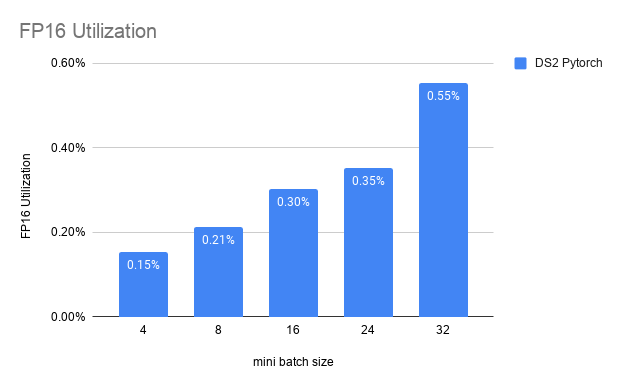 FP16 Utilization
DS2 Pytorch
FP16 Utilization
0.60%
0.40%
0.20%
0.00%
0.15%
0.21%
0.30%
0.35%
0.55%
4 8 16 24 32
mini batch size